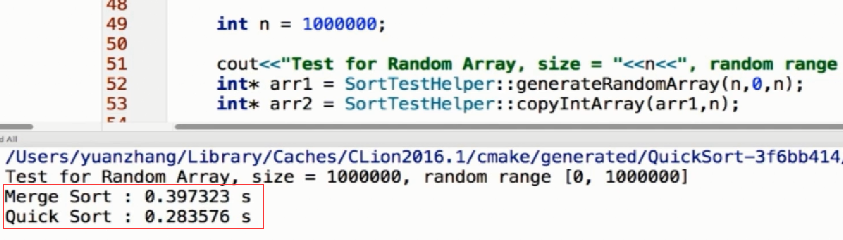 48
49 int n = 1000000;
50
51 cout<<"Test for Random Array, size = "<<n<<", random range
52 int* arr1 = SortTestHelper::generateRandomArray(n,0,n);
53 int* arr2 = SortTestHelper::copyIntArray(arr1,n);
54
All
/Users/yuanzhang/Library/Caches/CLion2016.1/cmake/generated/QuickSort-3f6bb414/
Test for Random Array, size = 1000000, random range [0, 1000000]
Merge Sort : 0.397323 s
Quick Sort : 0.283576 s